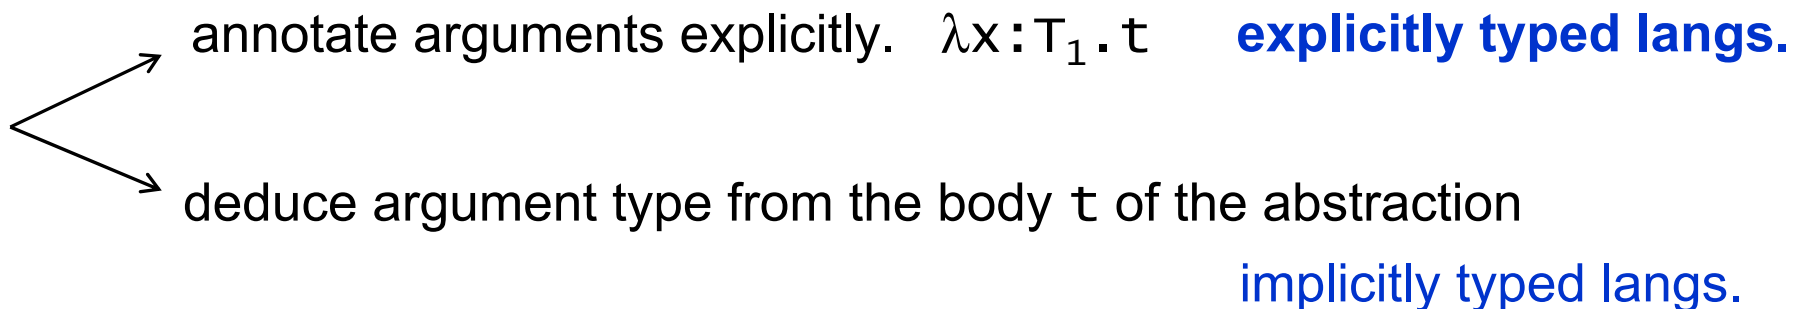 annotate arguments explicitly. λx:T₁.t explicitly typed langs.
deduce argument type from the body t of the abstraction
implicitly typed langs.